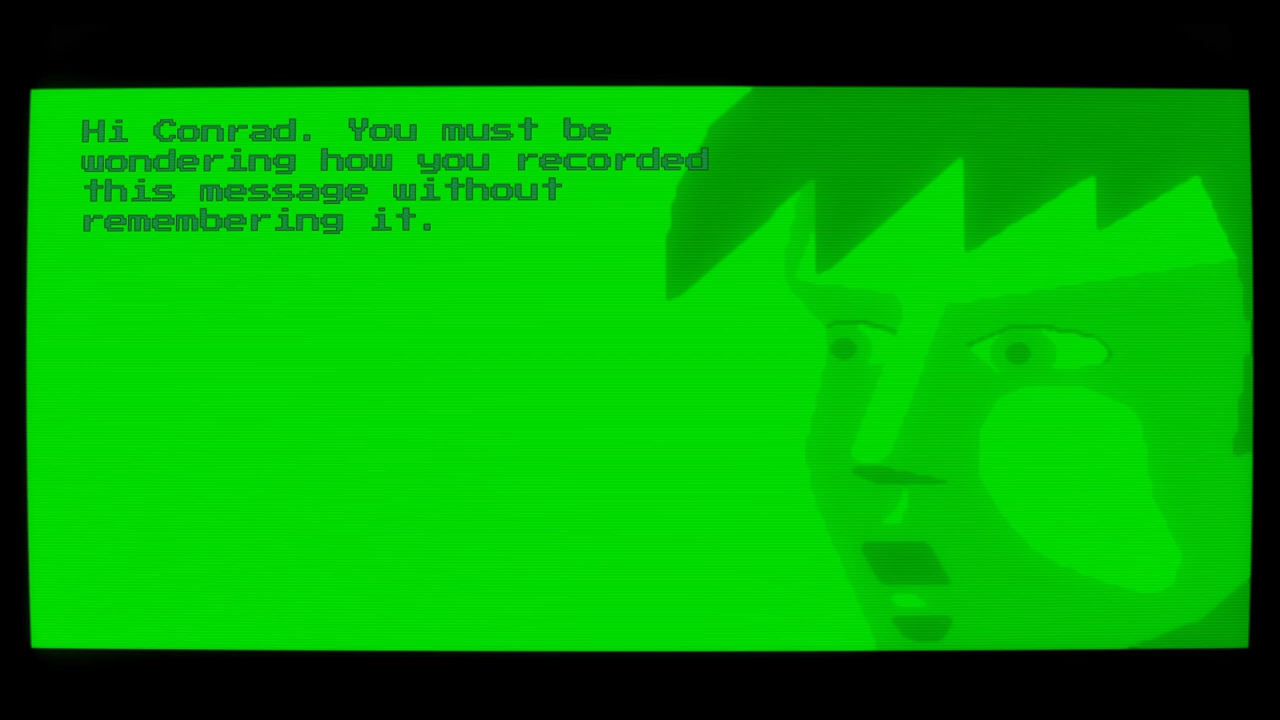 Hi Conrad. You must be
wondering how you recorded
this message without
remembering it.